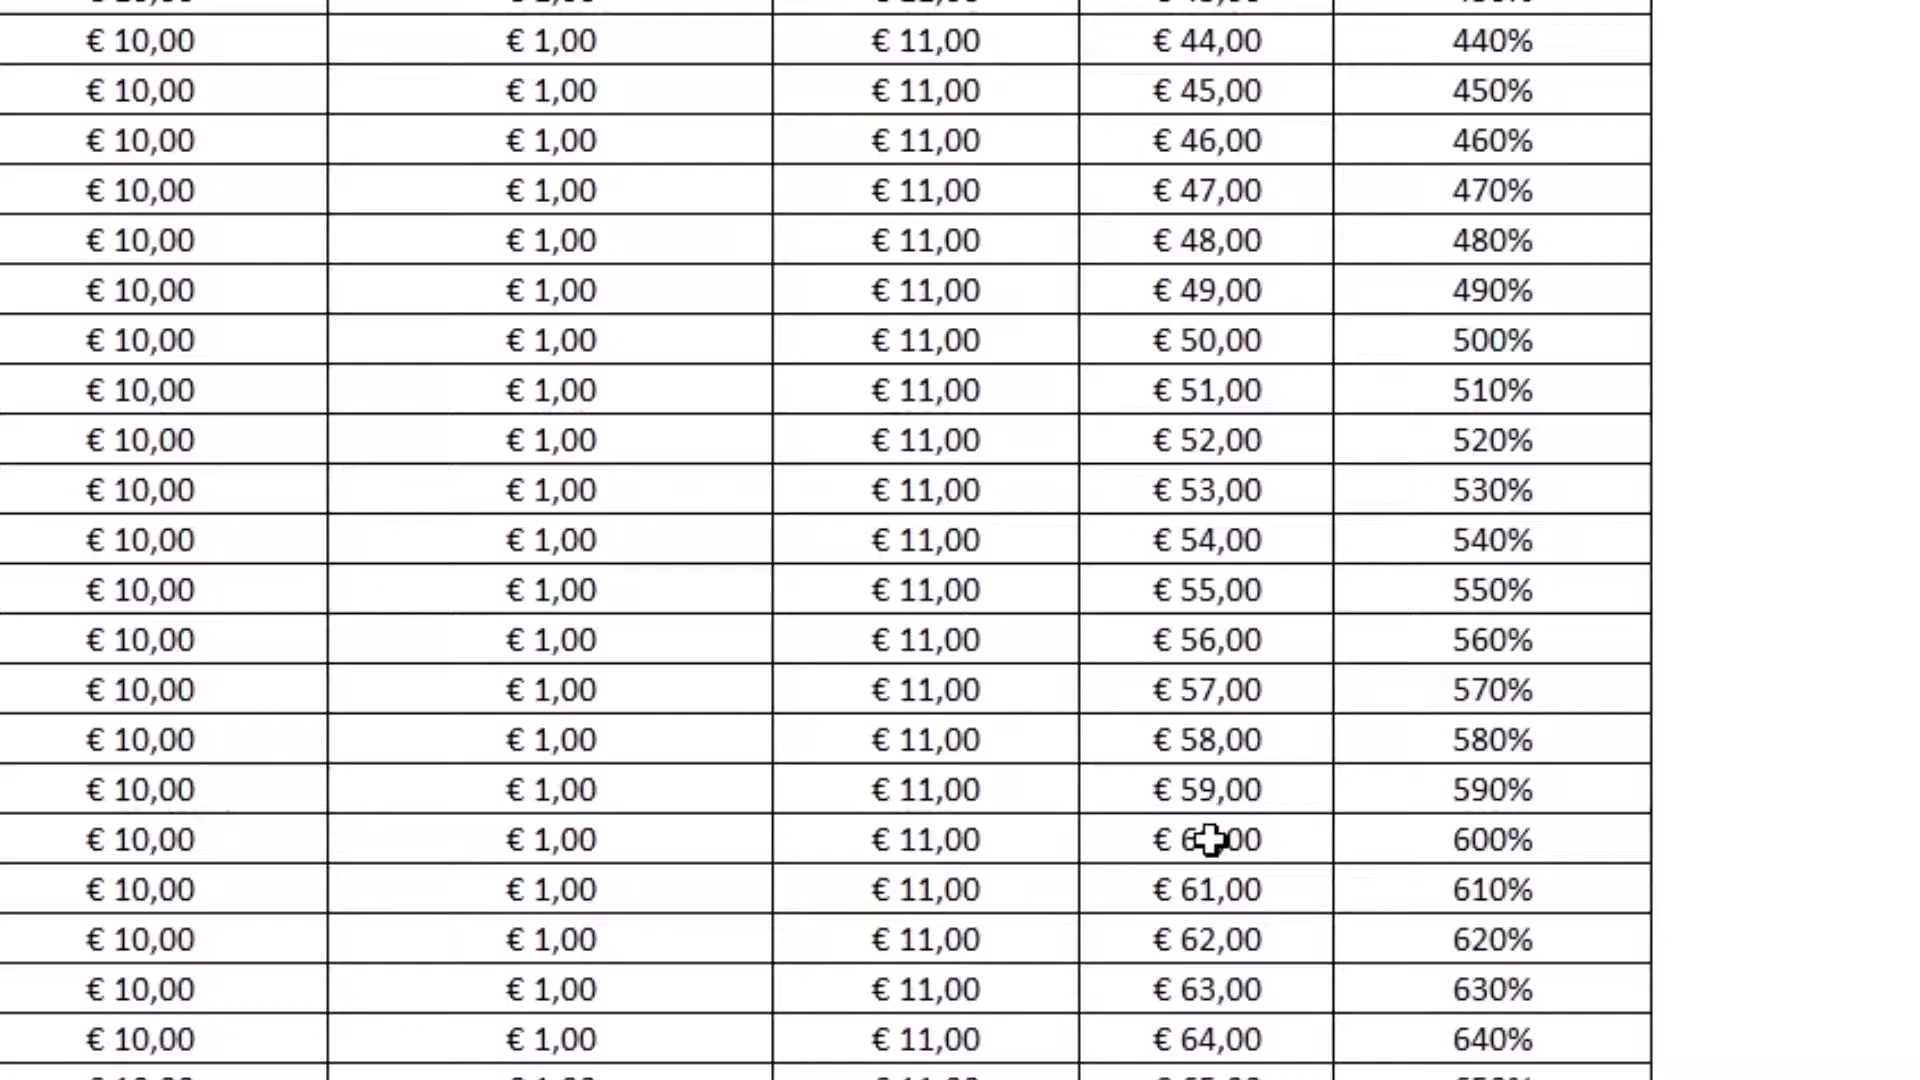 € 10,00 € 1,00 € 11,00 € 44,00 440%
€ 10,00 € 1,00 € 11,00 € 45,00 450%
€ 10,00 € 1,00 € 11,00 € 46,00 460%
€ 10,00 € 1,00 € 11,00 € 47,00 470%
€ 10,00 € 1,00 € 11,00 € 48,00 480%
€ 10,00 € 1,00 € 11,00 € 49,00 490%
€ 10,00 € 1,00 € 11,00 € 50,00 500%
€ 10,00 € 1,00 € 11,00 € 51,00 510%
€ 10,00 € 1,00 € 11,00 € 52,00 520%
€ 10,00 € 1,00 € 11,00 € 53,00 530%
€ 10,00 € 1,00 € 11,00 € 54,00 540%
€ 10,00 € 1,00 € 11,00 € 55,00 550%
€ 10,00 € 1,00 € 11,00 € 56,00 560%
€ 10,00 € 1,00 € 11,00 € 57,00 570%
€ 10,00 € 1,00 € 11,00 € 58,00 580%
€ 10,00 € 1,00 € 11,00 € 59,00 590%
€ 10,00 € 1,00 € 11,00 € 600%
€ 10,00 € 1,00 € 11,00 € 61,00 610%
€ 10,00 € 1,00 € 11,00 € 62,00 620%
€ 10,00 € 1,00 € 11,00 € 63,00 630%
€ 10,00 € 1,00 € 11,00 € 64,00 640%